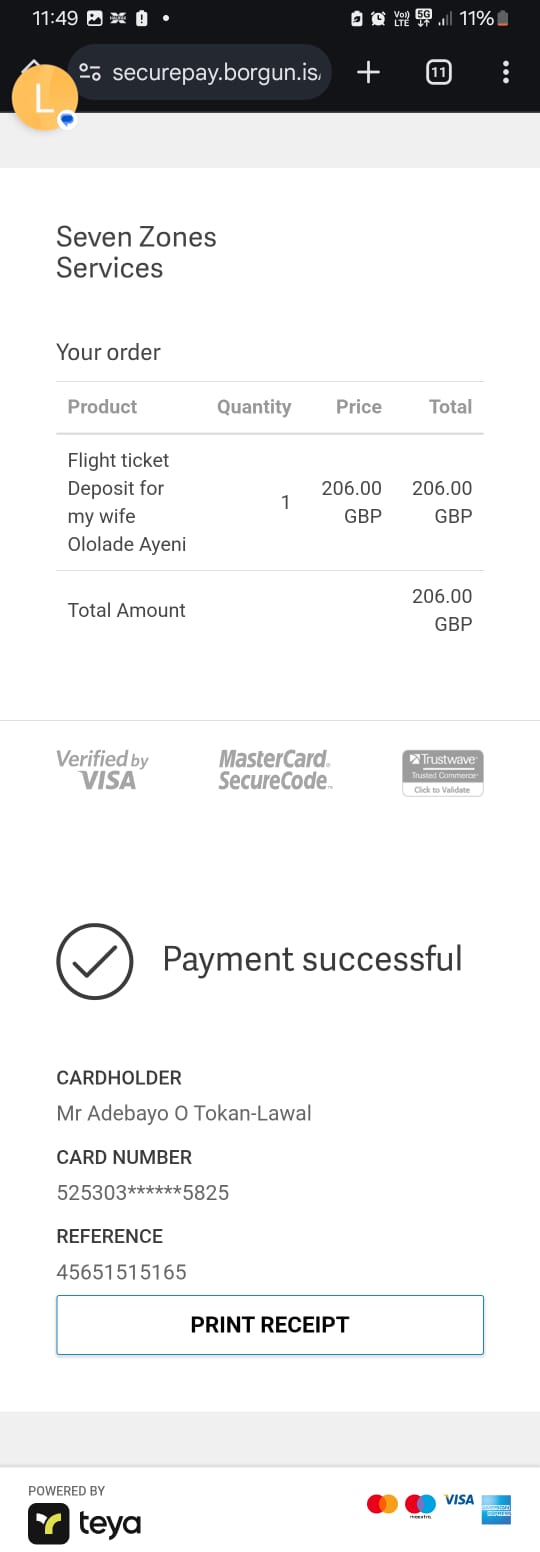 11:49
Vo)) LTE 5G 11%
L securepay.borgun.is/ 11
Seven Zones
Services
Your order
Product Quantity Price Total
Flight ticket
Deposit for
my wife
Ololade Ayeni
1
206.00
GBP
206.00
GBP
Total Amount
206.00
GBP
Verified by
VISA
MasterCard.
SecureCode.
Trustwave
Trusted Commerce
Click to Validate
Payment successful
CARDHOLDER
Mr Adebayo O Tokan-Lawal
CARD NUMBER
525303******5825
REFERENCE
45651515165
PRINT RECEIPT
POWERED BY
teya
maestro
VISA
AMERICAN
EXPRESS